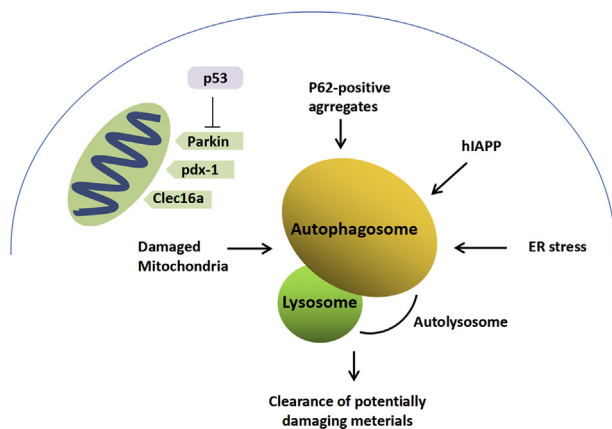 p53
Parkin
pdx-1
Clec16a
P62-positive
agrregates
hIAPP
Autophagosome
Damaged
Mitochondria
ER stress
Lysosome
Autolysosome
Clearance of potentially
damaging meterials